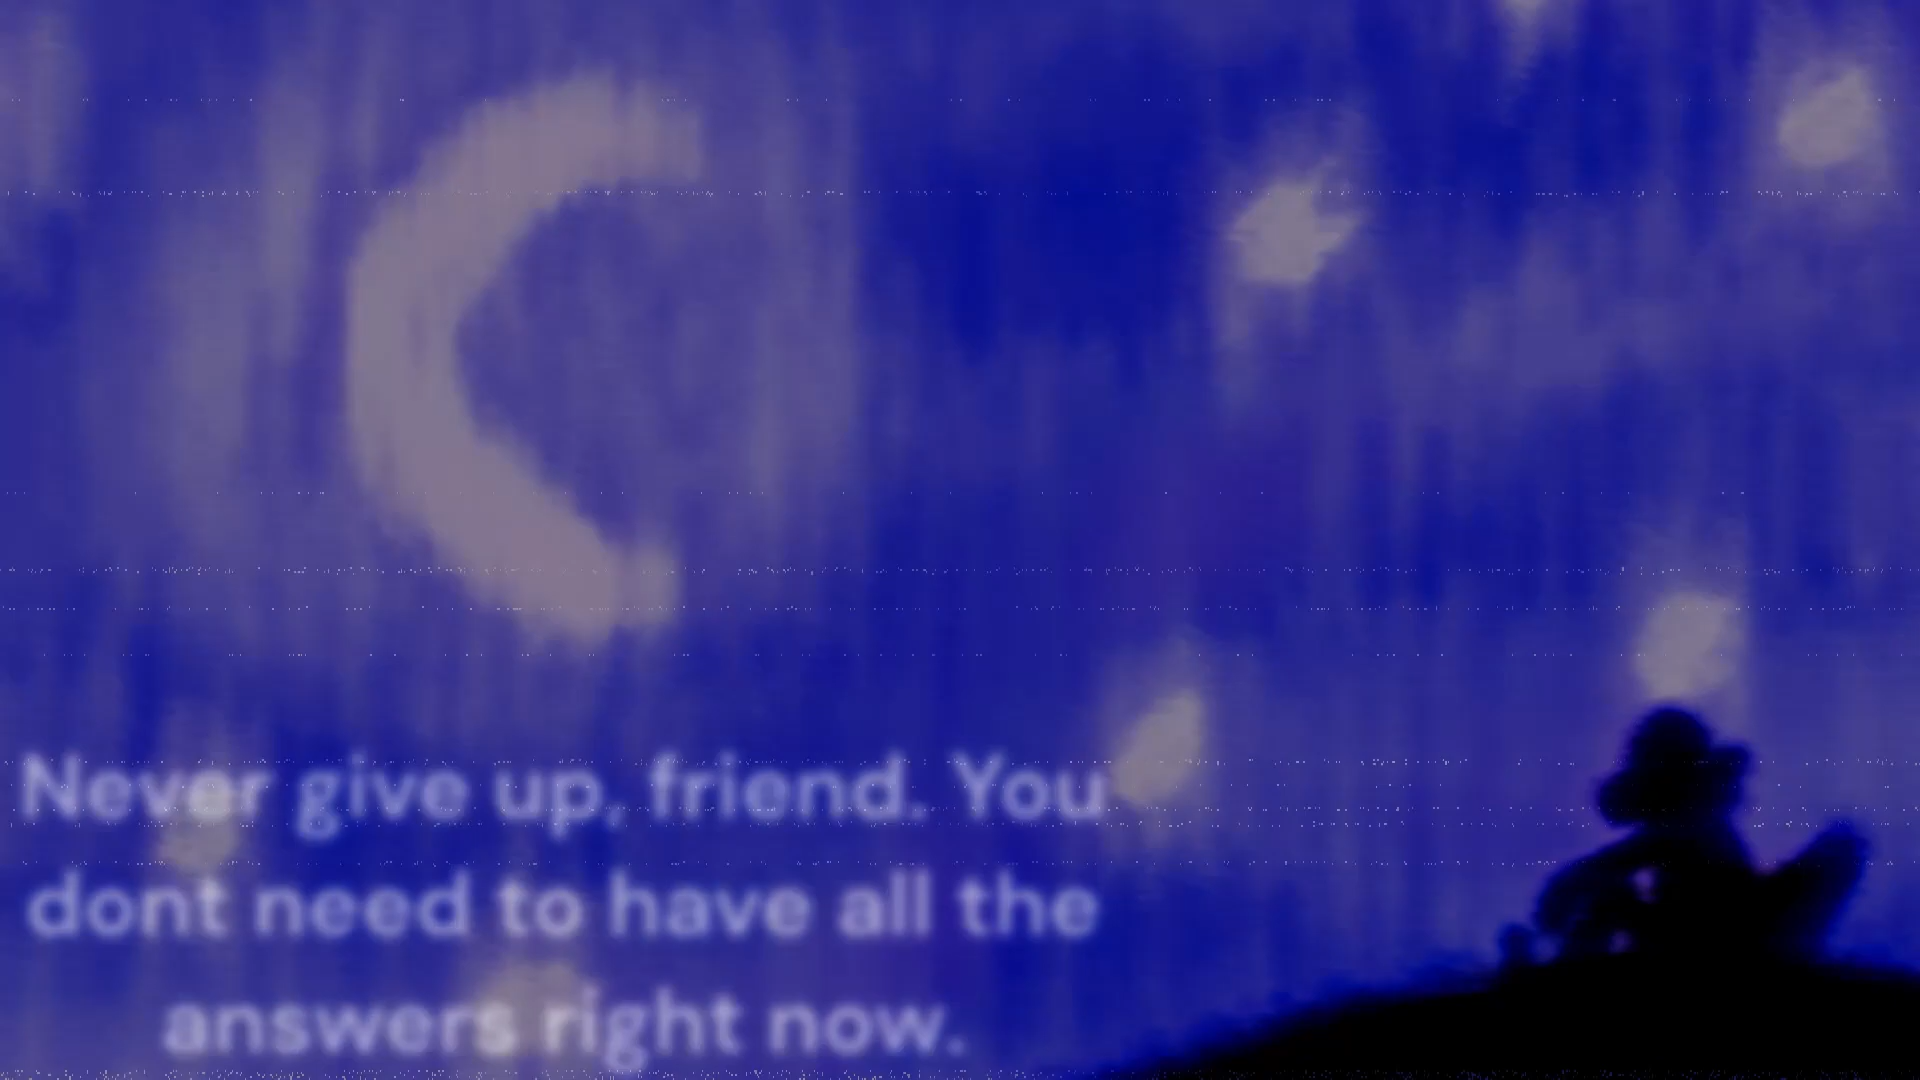 Never give up, friend. You
dont need to have all the
answers right now.